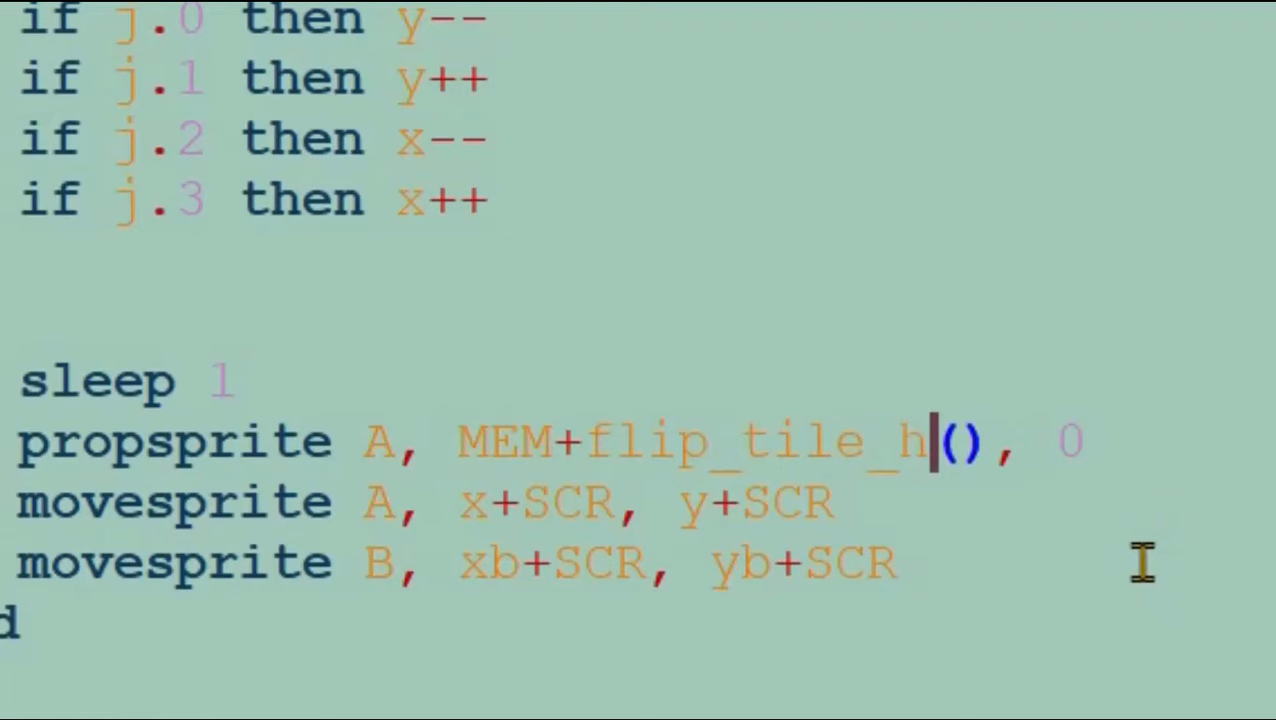 if j.0 then y--
if j.1 then y++
if j.2 then x--
if j.3 then x++
sleep 1
propsprite A, MEM+flip_tile_h(), 0
movesprite A, x+SCR, y+SCR
movesprite B, xb+SCR, yb+SCR
d